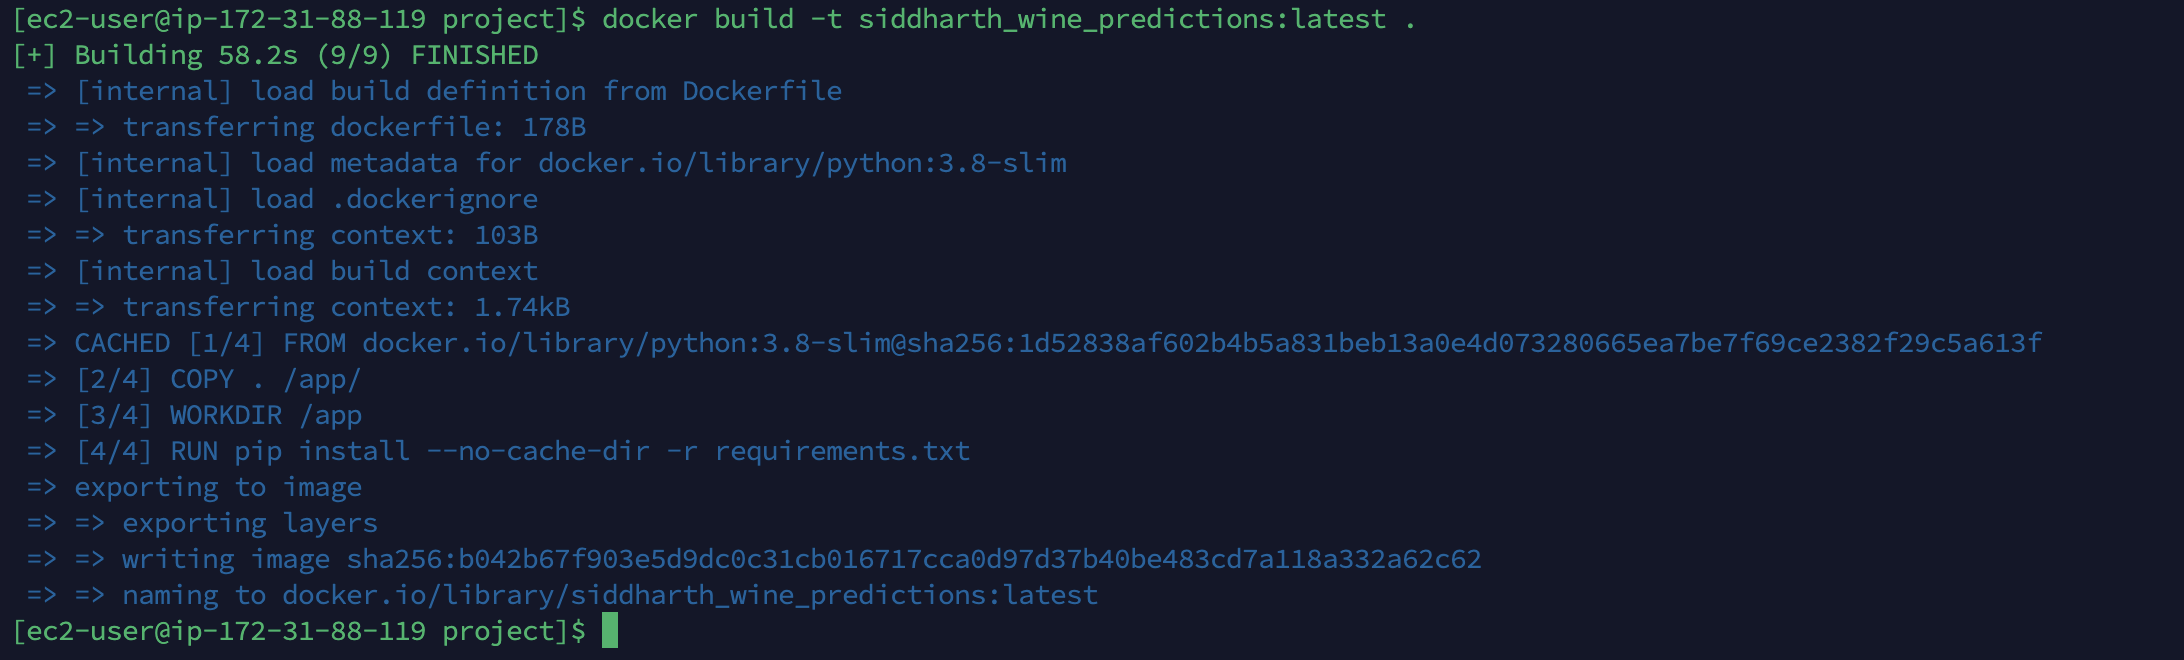 [ec2-user@ip-172-31-88-119 project]$ docker build -t siddharth_wine_predictions:latest .
[+] Building 58.2s (9/9) FINISHED
=> [internal] load build definition from Dockerfile
=> => transferring dockerfile: 178B
=> [internal] load metadata for docker.io/library/python:3.8-slim
=> [internal] load .dockerignore
=> => transferring context: 103B
=> [internal] load build context
=> => transferring context: 1.74kB
=> CACHED [1/4] FROM docker.io/library/python:3.8-slim@sha256:1d52838af602b4b5a831beb13a0e4d073280665ea7be7f69ce2382f29c5a613f
=> [2/4] COPY . /app/
=> [3/4] WORKDIR /app
=> [4/4] RUN pip install --no-cache-dir -r requirements.txt
=> exporting to image
=> => exporting layers
=> => writing image sha256:b042b67f903e5d9dc0c31cb016717cca0d97d37b40be483cd7a118a332a62c62
=> => naming to docker.io/library/siddharth_wine_predictions:latest
[ec2-user@ip-172-31-88-119 project]$